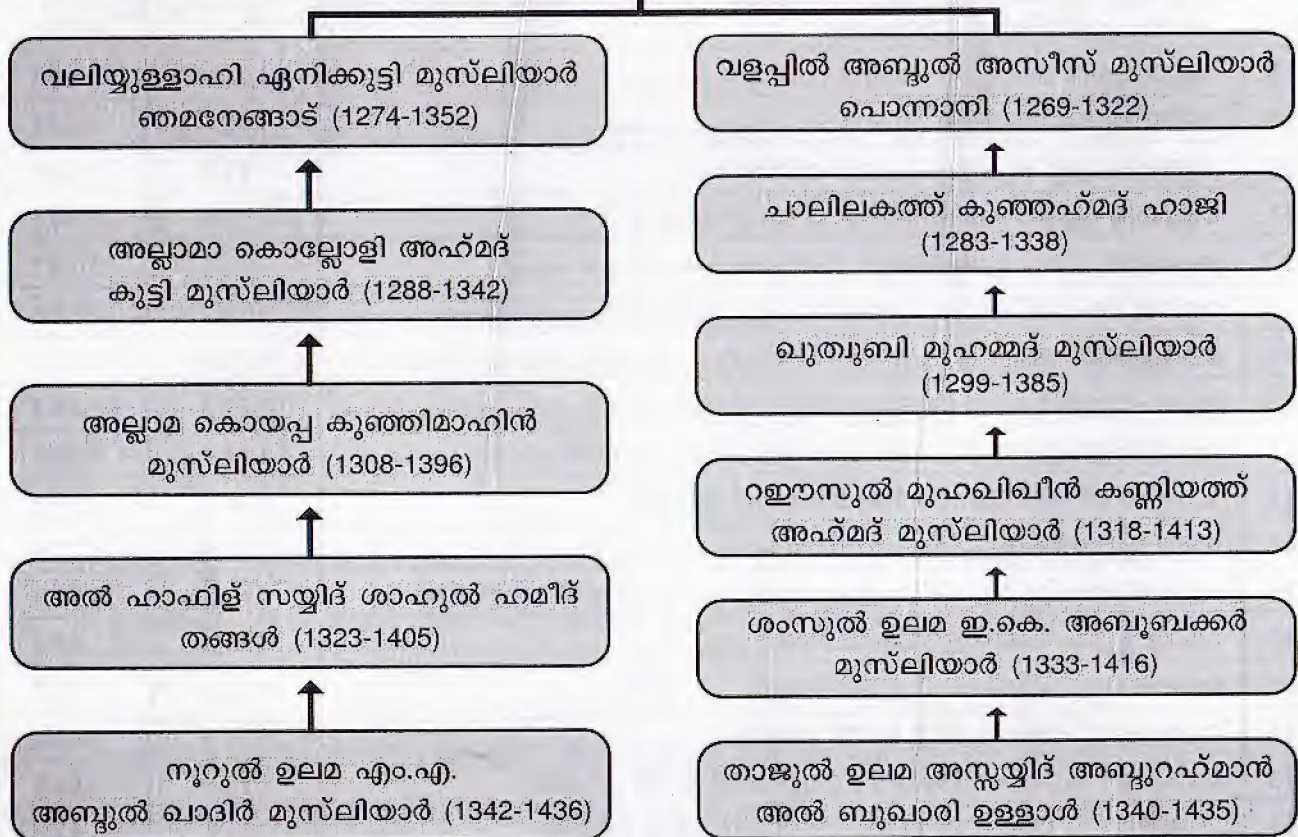 വലിയ്യുള്ളാഹി ഏനിക്കുട്ടി മുസ്‌ലിയാർ
ഞമനേങ്ങാട് (1274-1352)
അല്ലാമാ കൊല്ലോളി അഹ്‌മദ്
കുട്ടി മുസ്‌ലിയാർ (1288-1342)
അല്ലാമ കൊയപ്പ കുഞ്ഞിമാഹിൻ
മുസ്‌ലിയാർ (1308-1396)
അൽ ഹാഫിള് സയ്യിദ് ശാഹുൽ ഹമീദ്
തങ്ങൾ (1323-1405)
നൂറുൽ ഉലമ എം.എ.
അബ്ദുൽ ഖാദിർ മുസ്‌ലിയാർ (1342-1436)
വളപ്പിൽ അബ്ദുൽ അസീസ് മുസ്‌ലിയാർ
പൊന്നാനി (1269-1322)
ചാലിലകത്ത് കുഞ്ഞഹ്‌മദ് ഹാജി
(1283-1338)
ഖുത്വുബി മുഹമ്മദ് മുസ്‌ലിയാർ
(1299-1385)
റഈസുൽ മുഹഖിഖീൻ കണ്ണിയത്ത്
അഹ്‌മദ് മുസ്‌ലിയാർ (1318-1413)
ശംസുൽ ഉലമ ഇ.കെ. അബൂബക്കർ
മുസ്‌ലിയാർ (1333-1416)
താജുൽ ഉലമ അസ്സയ്യിദ് അബ്ദുറഹ്‌മാൻ
അൽ ബുഖാരി ഉള്ളാൾ (1340-1435)